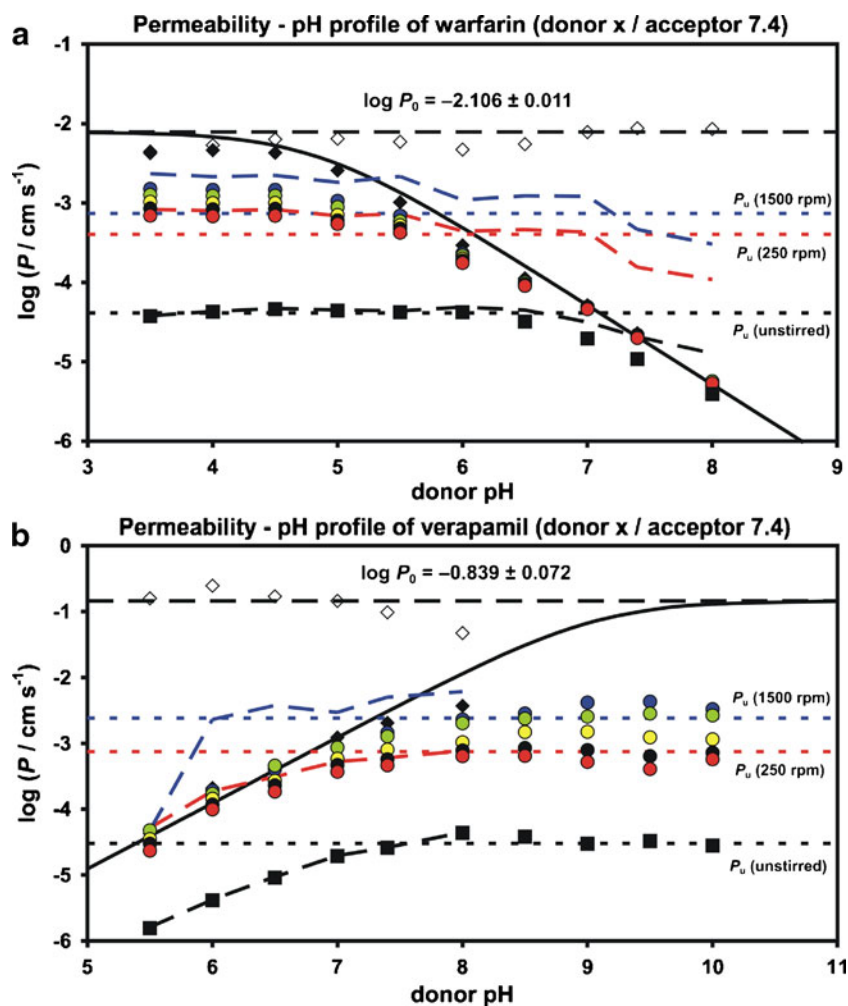 a
Permeability - pH profile of warfarin (donor x / acceptor 7.4)
-1
-2
-3
-4
-5
-6
log (P / cm s⁻¹)
log P₀ = −2.106 ± 0.011
Pᵤ (1500 rpm)
Pᵤ (250 rpm)
Pᵤ (unstirred)
3 4 5 6 7 8 9
donor pH
b
Permeability - pH profile of verapamil (donor x / acceptor 7.4)
0
-1
-2
-3
-4
-5
-6
log (P / cm s⁻¹)
log P₀ = −0.839 ± 0.072
Pᵤ (1500 rpm)
Pᵤ (250 rpm)
Pᵤ (unstirred)
5 6 7 8 9 10 11
donor pH